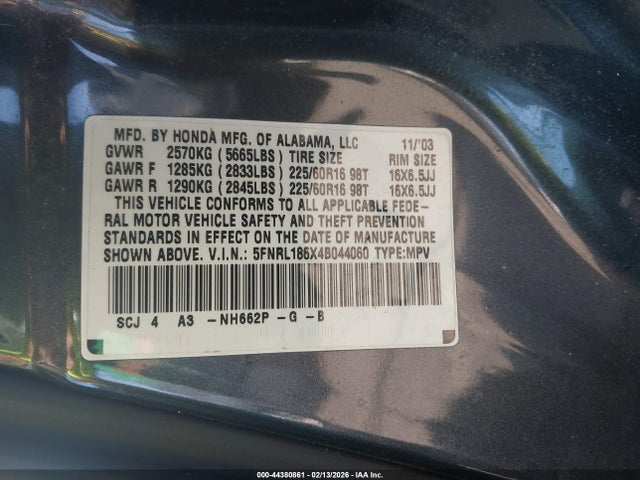 MFD. BY HONDA MFG. OF ALABAMA, LLC 11/'03
GVWR 2570KG (5665LBS) TIRE SIZE RIM SIZE
GAWR F 1285KG (2833LBS) 225/60R16 98T 16X6.5JJ
GAWR R 1290KG (2845LBS) 225/60R16 98T 16X6.5JJ
THIS VEHICLE CONFORMS TO ALL APPLICABLE FEDE-
RAL MOTOR VEHICLE SAFETY AND THEFT PREVENTION
STANDARDS IN EFFECT ON THE DATE OF MANUFACTURE
SHOWN ABOVE. V.I.N.: 5FNRL186X4B044060 TYPE:MPV
SCJ 4 A3 -NH662P -G -B
000-44380861 - 02/13/2026 - IAA Inc.